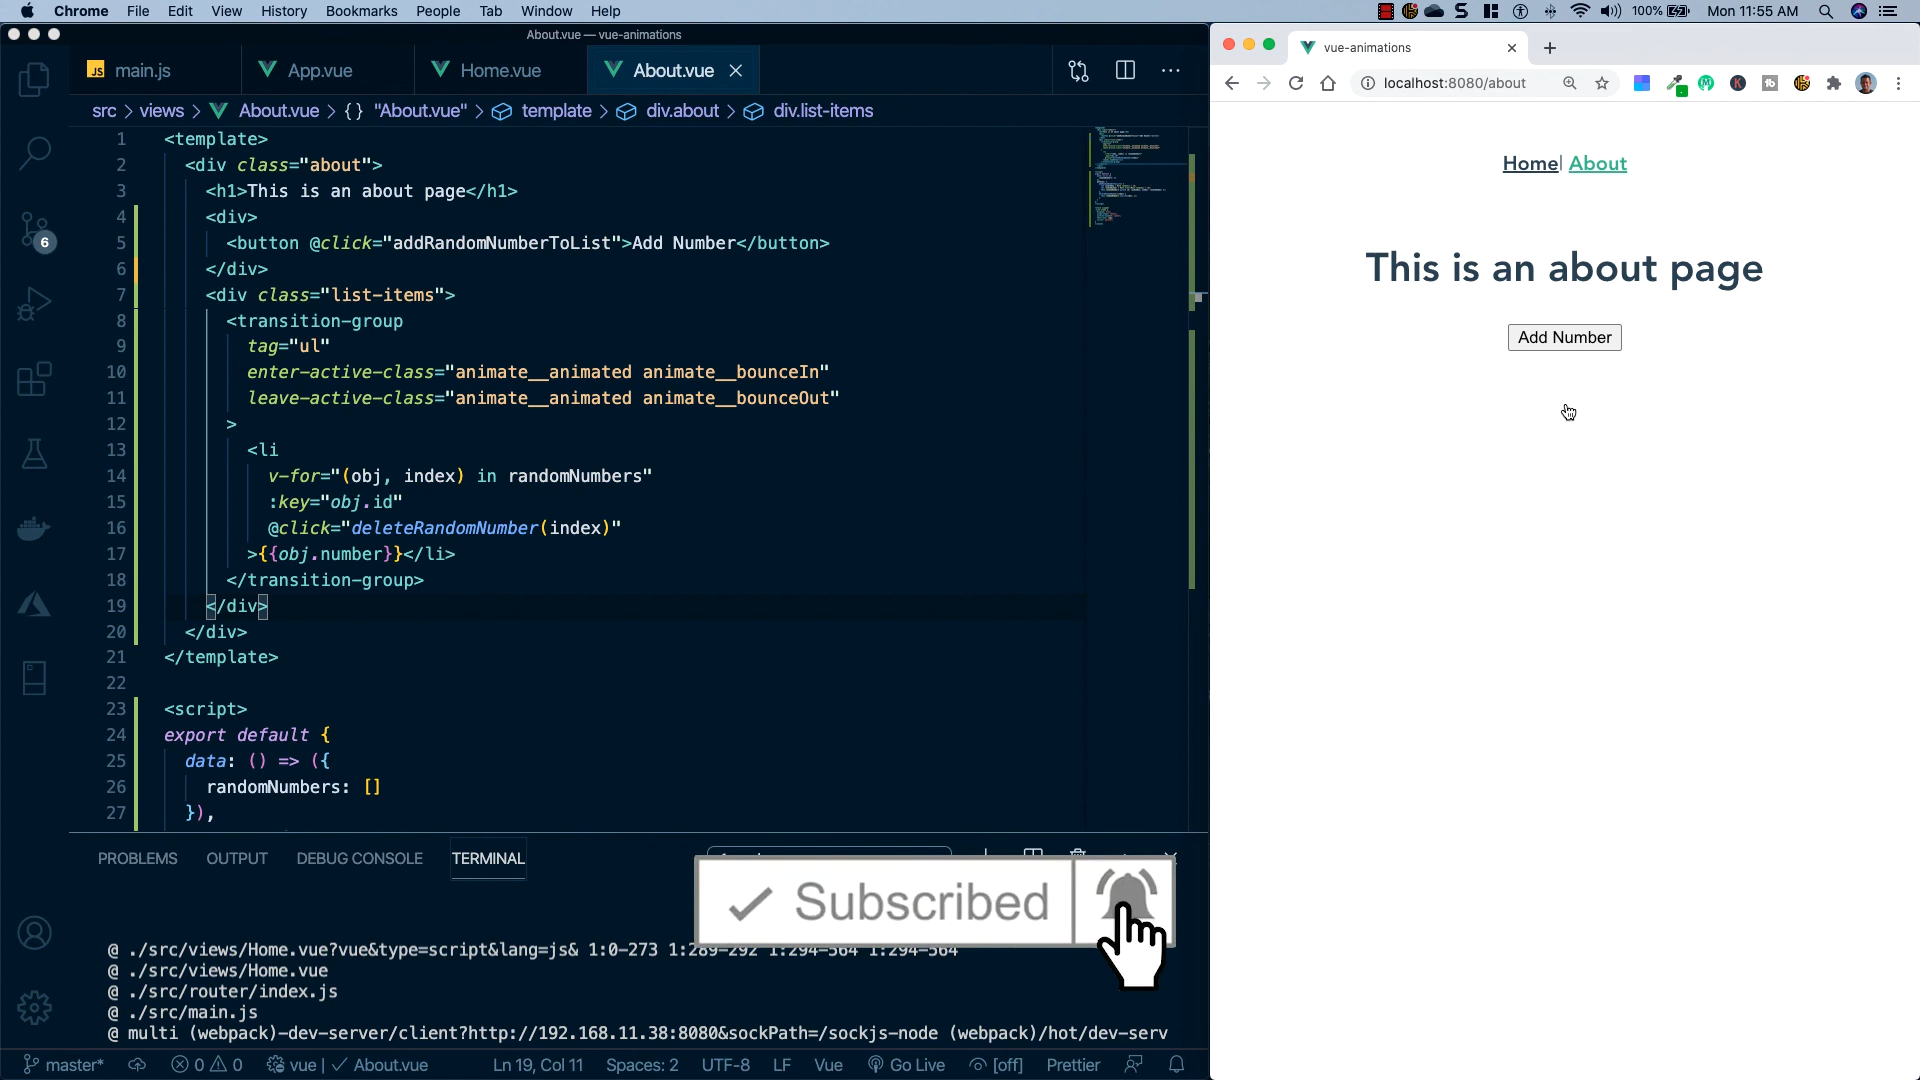 Chrome File Edit View History Bookmarks People Tab Window Help
100% Mon 11:55 AM
About.vue — vue-animations
main.js App.vue Home.vue About.vue
src > views > About.vue > {} "About.vue" > template > div.about > div.list-items
1 <template>
2 <div class="about">
3 <h1>This is an about page</h1>
4 <div>
5 <button @click="addRandomNumberToList">Add Number</button>
6 </div>
7 <div class="list-items">
8 <transition-group
9 tag="ul"
10 enter-active-class="animate__animated animate__bounceIn"
11 leave-active-class="animate__animated animate__bounceOut"
12 >
13 <li
14 v-for="(obj, index) in randomNumbers"
15 :key="obj.id"
16 @click="deleteRandomNumber(index)"
17 >{{obj.number}}</li>
18 </transition-group>
19 </div>
20 </div>
21 </template>
22
23 <script>
24 export default {
25 data: () => ({
26 randomNumbers: []
27 }),
6
PROBLEMS OUTPUT DEBUG CONSOLE TERMINAL
Subscribed
@ ./src/views/Home.vue?vue&type=script&lang=js& 1:0-273 1:289-292 1:294-564 1:294-564
@ ./src/views/Home.vue
@ ./src/router/index.js
@ ./src/main.js
@ multi (webpack)-dev-server/client?http://192.168.11.38:8080&sockPath=/sockjs-node (webpack)/hot/dev-serv
master* 0 0 vue | ✓ About.vue Ln 19, Col 11 Spaces: 2 UTF-8 LF Vue Go Live [off] Prettier
vue-animations
localhost:8080/about
Home| About
This is an about page
Add Number